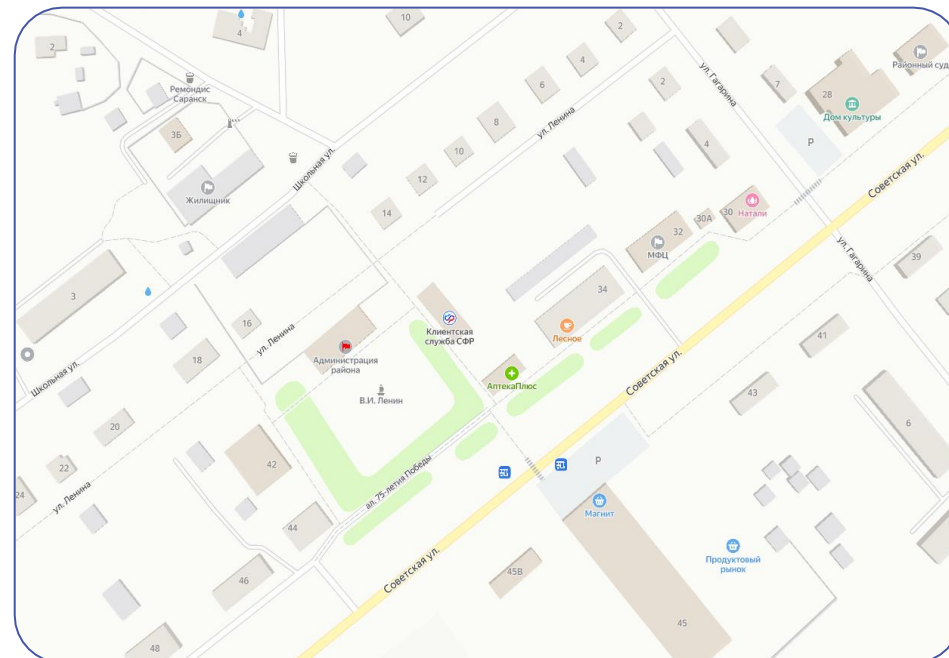 10
2
4
2
Ремондис
Саранск
4
ул. Гагарина
Районный суд
6
2
7
28
Дом культуры
3Б
8
ул. Ленина
4
Р
10
Школьная ул.
12
Жилищник
Советская ул.
14
30А
30
Натали
32
МФЦ
ул. Гагарина
39
3
34
16
Клиентская
служба СФР
ул. Ленина
Лесное
41
18
Администрация
района
Школьная ул.
Советская ул.
АптекаПлюс
В.И. Ленин
43
20
6
42
22
Р
ал. 75-летия Победы
24
ул. Ленина
Магнит
44
Продуктовый
рынок
Советская ул.
45В
46
45
48